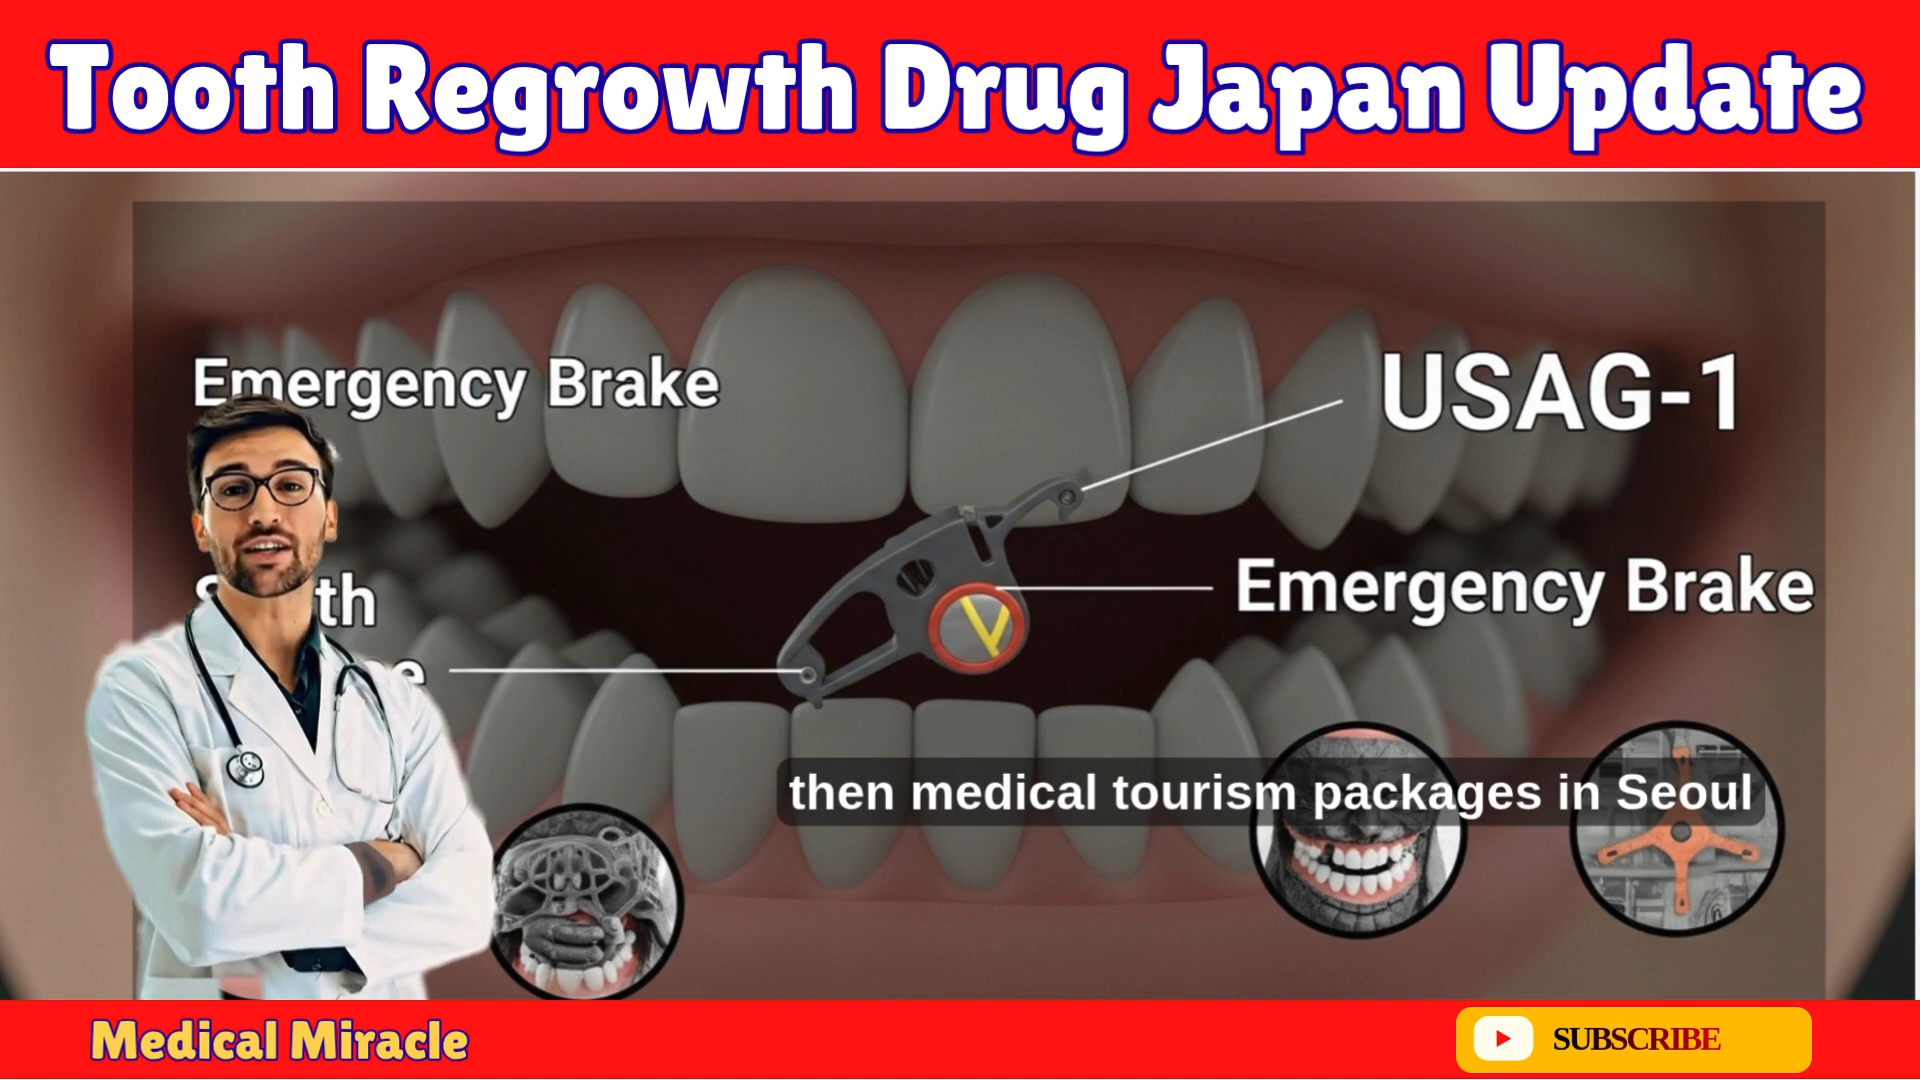 Tooth Regrowth Drug Japan Update
Emergency Brake
USAG-1
Emergency Brake
then medical tourism packages in Seoul
Medical Miracle
SUBSCRIBE